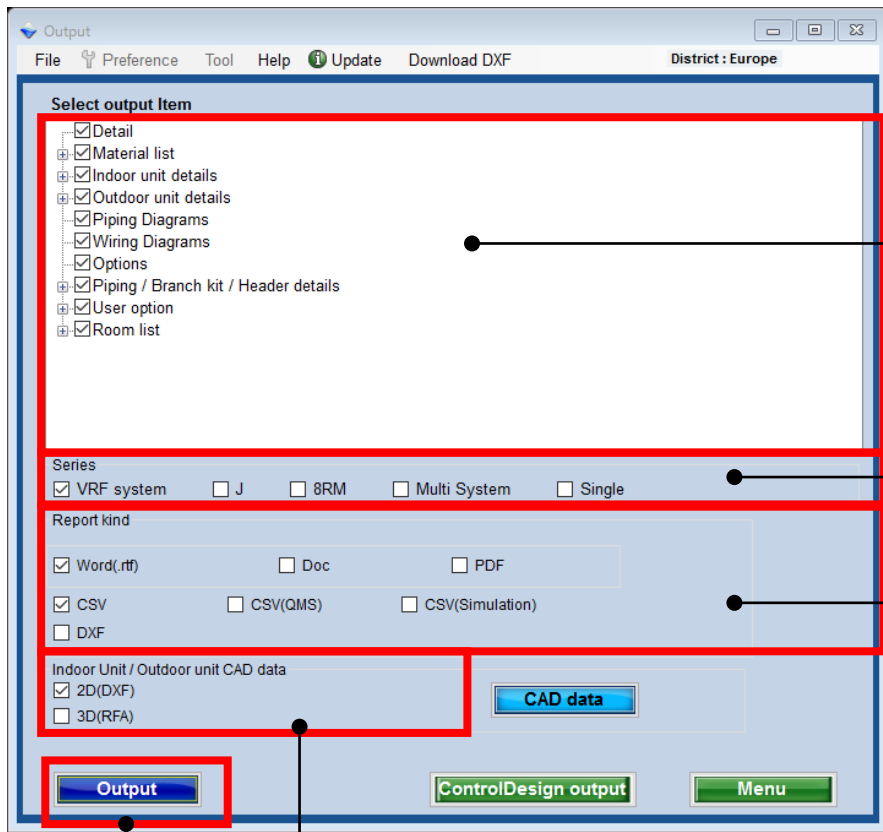 Output
File Preference Tool Help Update Download DXF District : Europe
Select output Item
Detail
Material list
Indoor unit details
Outdoor unit details
Piping Diagrams
Wiring Diagrams
Options
Piping / Branch kit / Header details
User option
Room list
Series
VRF system J 8RM Multi System Single
Report kind
Word(.rtf) Doc PDF
CSV CSV(QMS) CSV(Simulation)
DXF
Indoor Unit / Outdoor unit CAD data
2D(DXF)
CAD data
3D(RFA)
Output ControlDesign output Menu